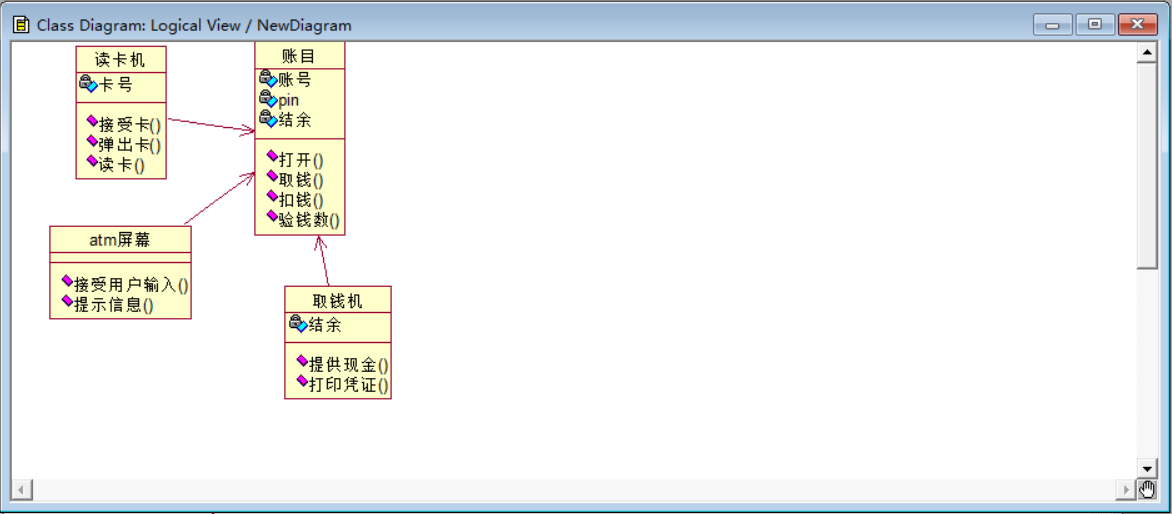 Class Diagram: Logical View / NewDiagram
读卡机
卡号
接受卡()
弹出卡()
读卡()
账目
账号
pin
结余
打开()
取钱()
扣钱()
验钱数()
atm屏幕
接受用户输入()
提示信息()
取钱机
结余
提供现金()
打印凭证()